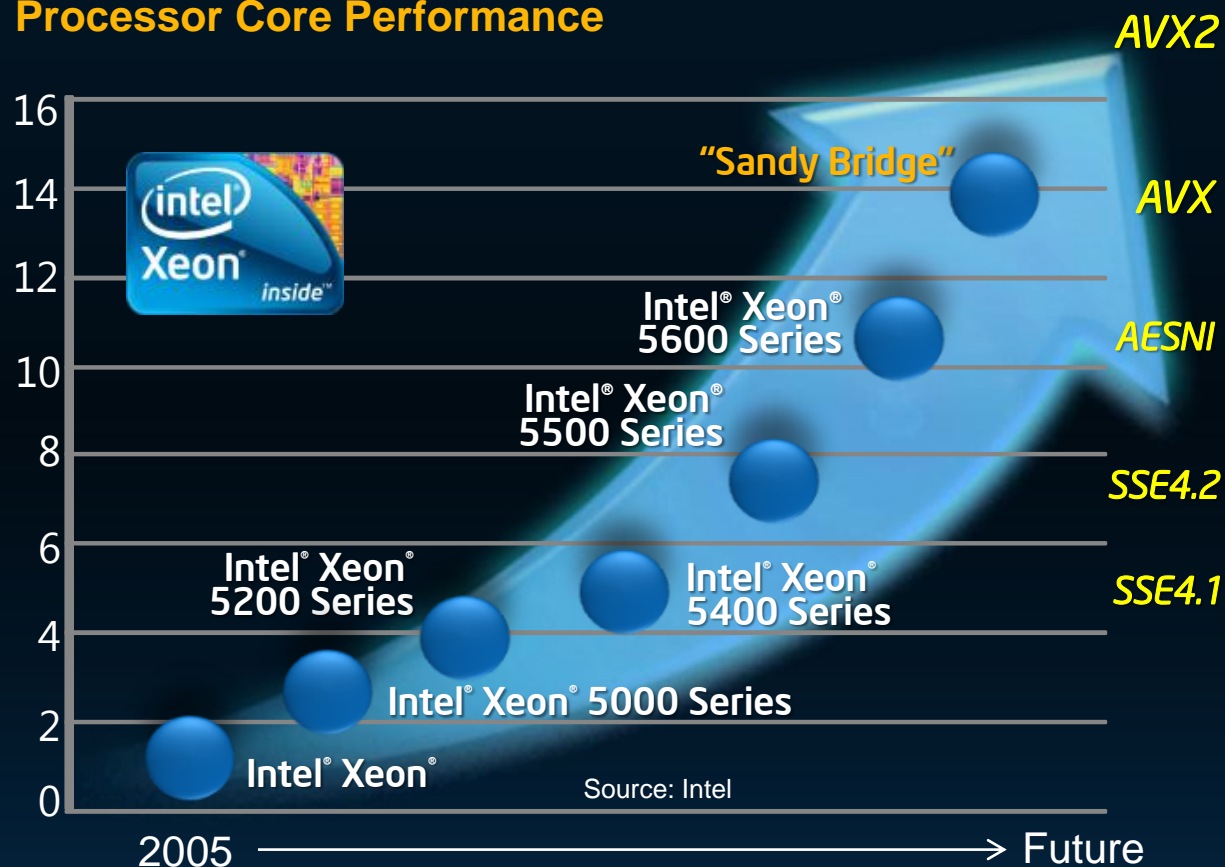 Processor Core Performance
AVX2
16
"Sandy Bridge"
14
AVX
intel®
Xeon®
inside™
12
Intel® Xeon®
5600 Series
AESNI
10
Intel® Xeon®
5500 Series
8
SSE4.2
6
Intel® Xeon®
5200 Series
Intel® Xeon®
5400 Series
SSE4.1
4
Intel® Xeon® 5000 Series
2
Intel® Xeon®
Source: Intel
0
2005
Future